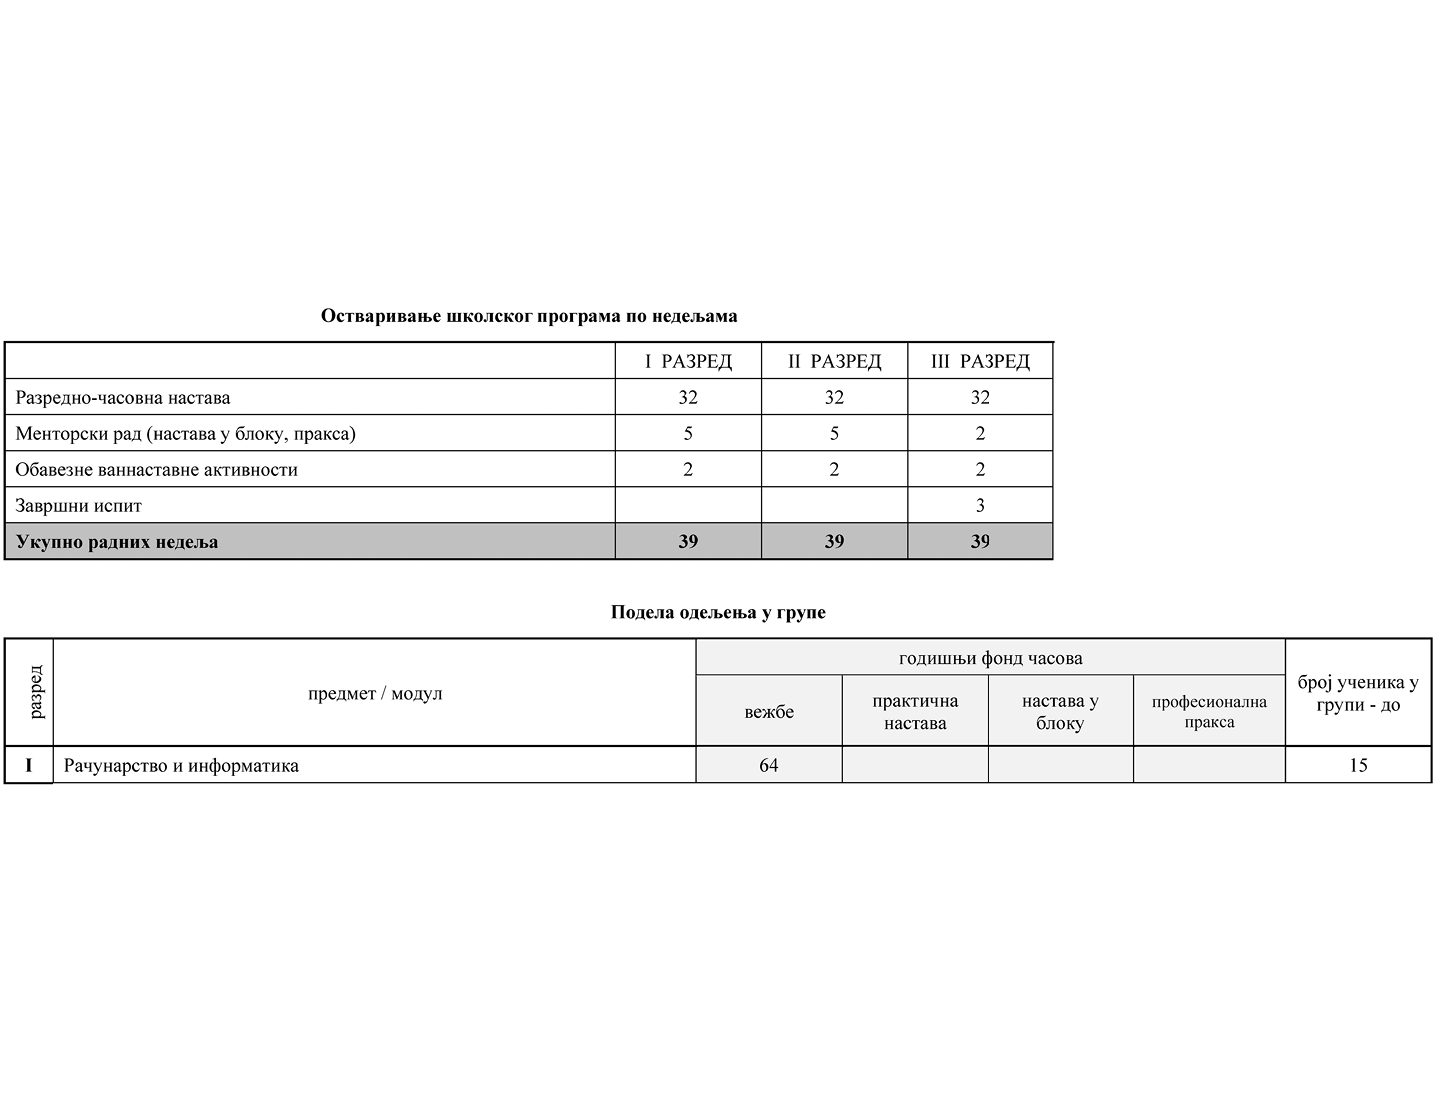 Остваривање школског програма по недељама
I РАЗРЕД II РАЗРЕД III РАЗРЕД
Разредно-часовна настава 32 32 32
Менторски рад (настава у блоку, пракса) 5 5 2
Обавезне ваннаставне активности 2 2 2
Завршни испит 3
Укупно радних недеља 39 39 39
Подела одељења у групе
разред
предмет / модул
годишњи фонд часова
вежбе
практична
настава
настава у
блоку
професионална
пракса
број ученика у
групи - до
I Рачунарство и информатика 64 15